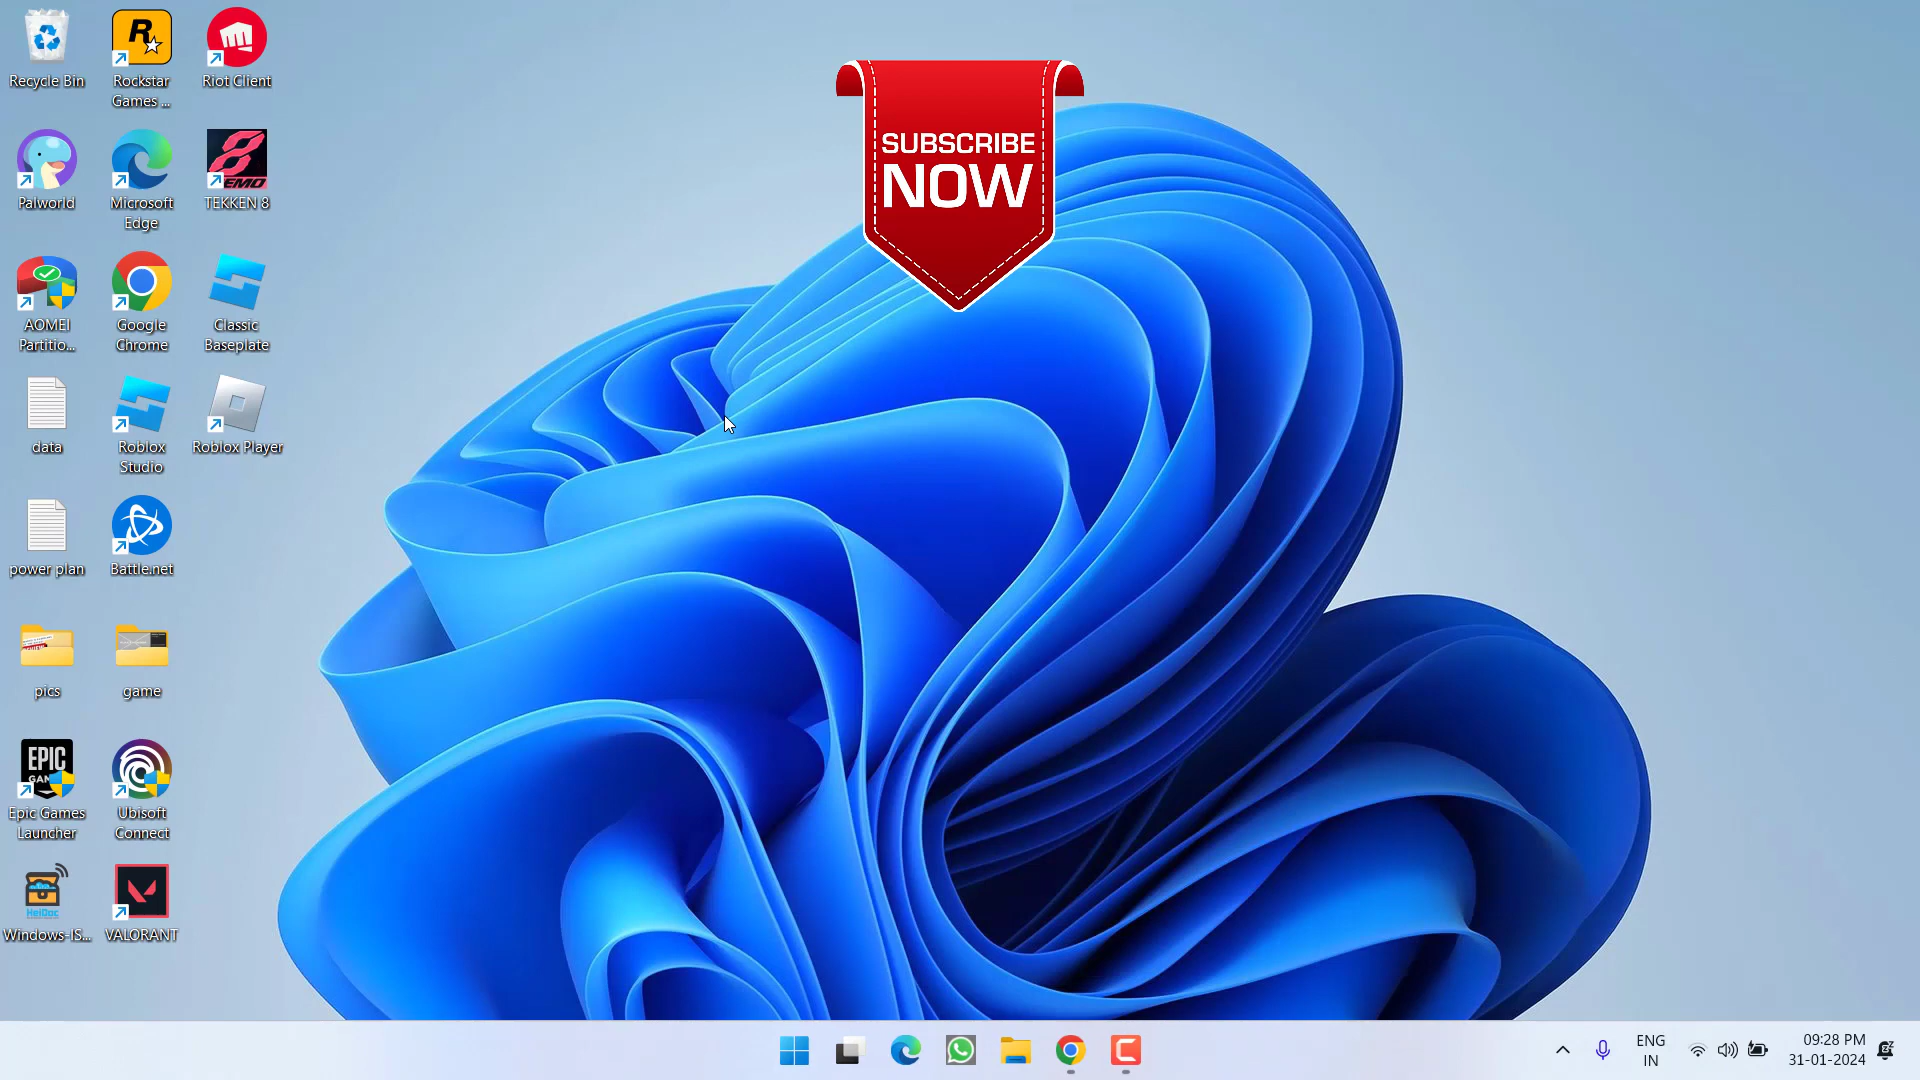 Recycle Bin
Rockstar
Games ...
Riot Client
Palworld
Microsoft
Edge
TEKKEN 8
AOMEI
Partitio...
Google
Chrome
Classic
Baseplate
data
Roblox
Studio
Roblox Player
power plan
Battle.net
pics
game
EPIC
Epic Games
Launcher
Ubisoft
Connect
HeiDoc
Windows-IS...
VALORANT
SUBSCRIBE
NOW
ENG
IN
09:28 PM
31-01-2024